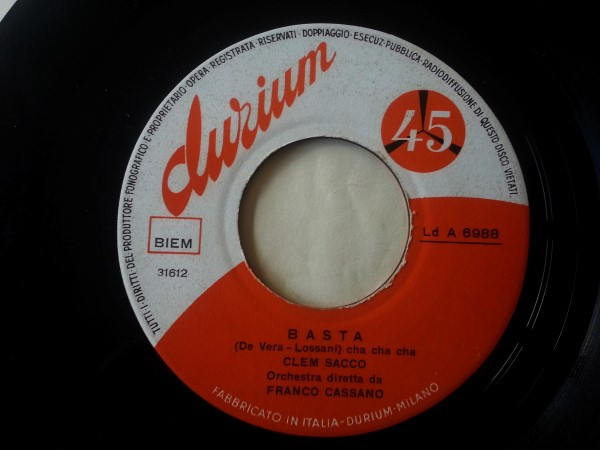 TUTTI I DIRITTI DEL PRODUTTORE FONOGRAFICO E PROPRIETARIO OPERA REGISTRATA RISERVATI - DOPPIAGGIO - ESECUZ. PUBBLICA - RADIODIFFUSIONE DI QUESTO DISCO VIETATI
durium
45
BIEM
31612
Ld A 6988
BASTA
(De Vera - Lossani) cha cha cha
CLEM SACCO
Orchestra diretta da
FRANCO CASSANO
FABBRICATO IN ITALIA - DURIUM - MILANO